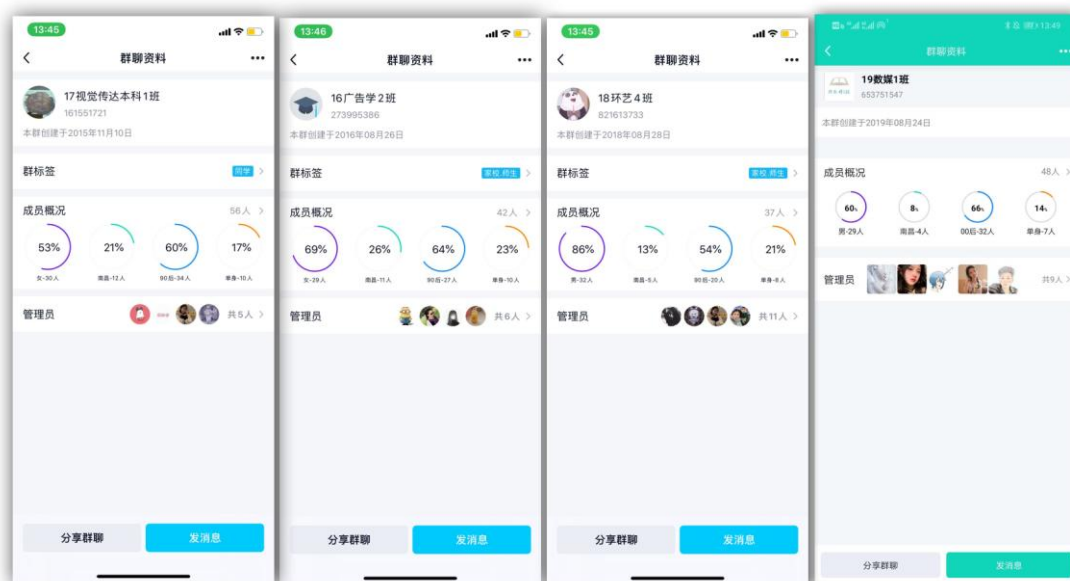 13:45
群聊资料
17视觉传达本科1班
161551721
本群创建于2015年11月10日
群标签
同学
成员概况
56人
53%
21%
60%
17%
女-30人
南昌-12人
90后-34人
单身-10人
管理员
共5人
分享群聊
发消息
13:46
群聊资料
16广告学2班
273995386
本群创建于2016年08月26日
群标签
家校.师生
成员概况
42人
69%
26%
64%
23%
女-29人
南昌-11人
90后-27人
单身-10人
管理员
共6人
分享群聊
发消息
13:45
群聊资料
18环艺4班
821613733
本群创建于2018年08月28日
群标签
家校.师生
成员概况
37人
86%
13%
54%
21%
男-32人
南昌-5人
90后-20人
单身-8人
管理员
共11人
分享群聊
发消息
13:49
群聊资料
19数媒1班
653751547
本群创建于2019年08月24日
成员概况
48人
60%
8%
66%
14%
男-29人
南昌-4人
00后-32人
单身-7人
管理员
共9人
分享群聊
发消息